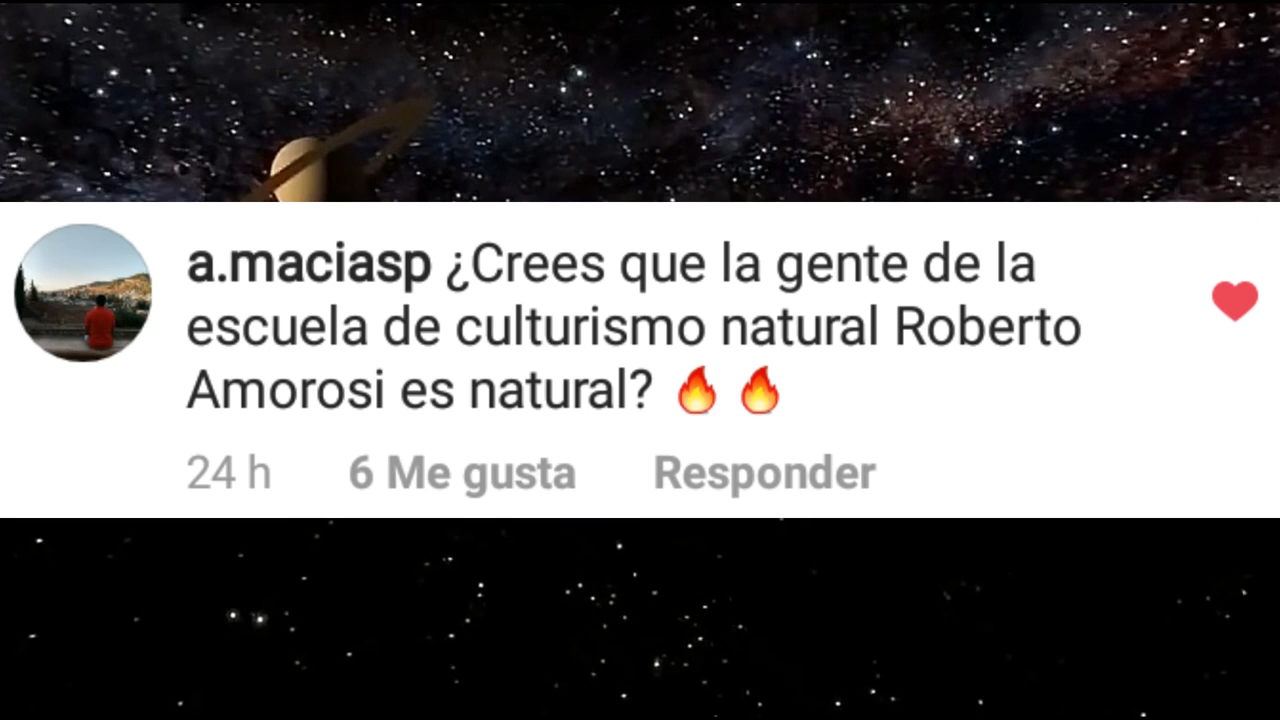 a.maciasp ¿Crees que la gente de la
escuela de culturismo natural Roberto
Amorosi es natural? 🔥 🔥
24 h 6 Me gusta Responder